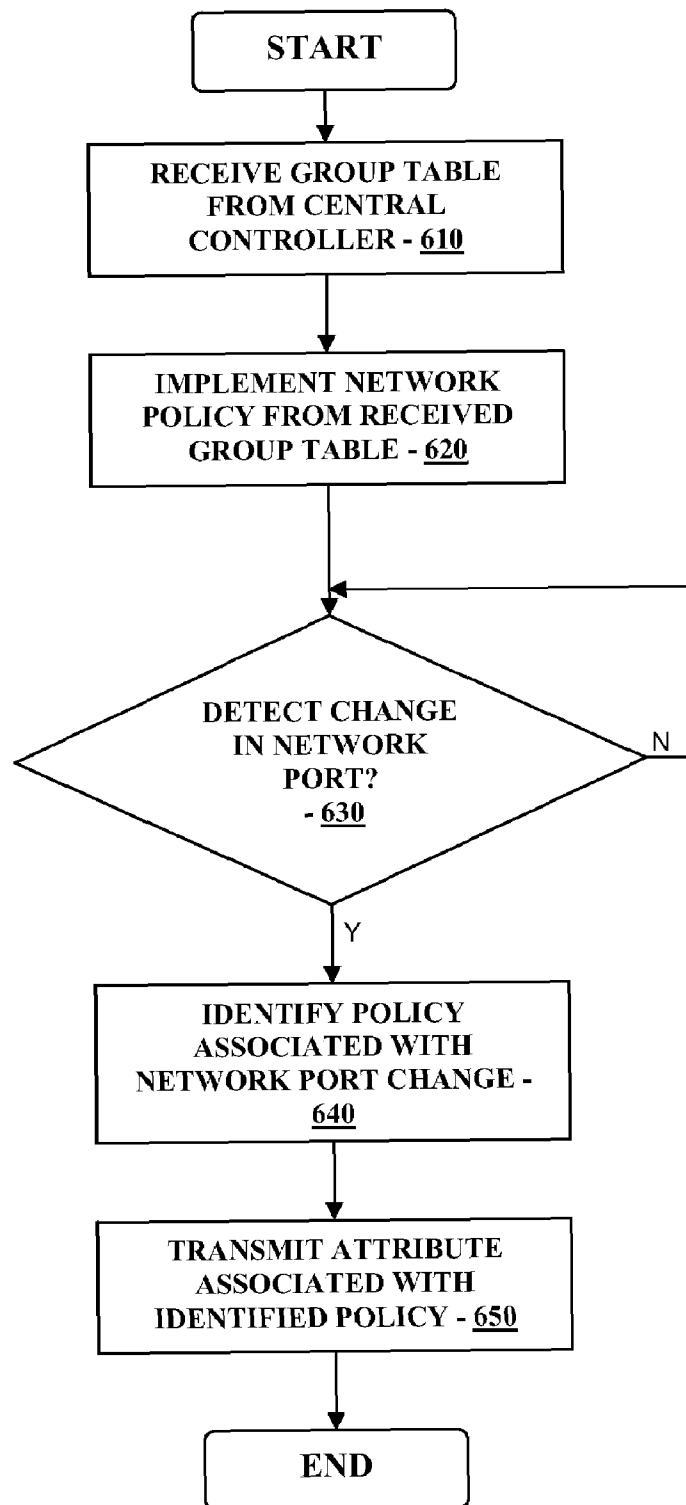 START
RECEIVE GROUP TABLE
FROM CENTRAL
CONTROLLER - 610
IMPLEMENT NETWORK
POLICY FROM RECEIVED
GROUP TABLE - 620
DETECT CHANGE
IN NETWORK
PORT?
- 630
N
Y
IDENTIFY POLICY
ASSOCIATED WITH
NETWORK PORT CHANGE -
640
TRANSMIT ATTRIBUTE
ASSOCIATED WITH
IDENTIFIED POLICY - 650
END